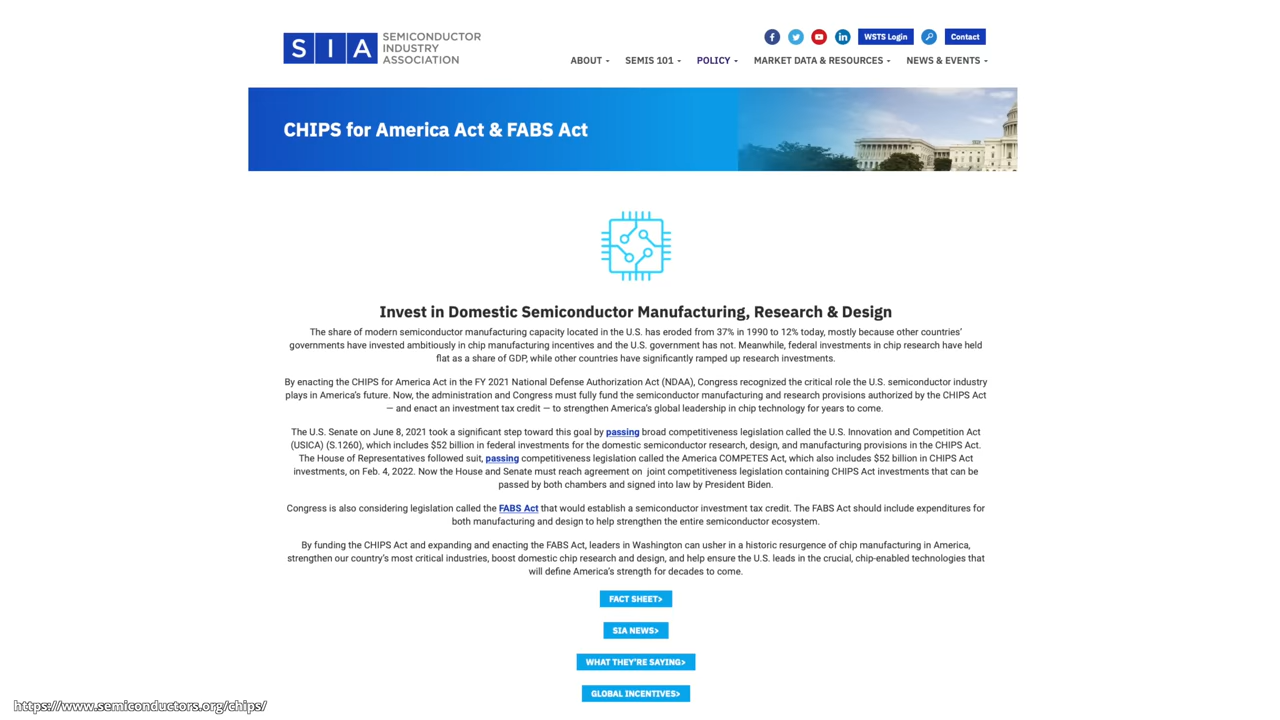 SIA SEMICONDUCTOR
INDUSTRY
ASSOCIATION
WSTS Login
Contact
ABOUT SEMIS 101 POLICY MARKET DATA & RESOURCES NEWS & EVENTS
CHIPS for America Act & FABS Act
Invest in Domestic Semiconductor Manufacturing, Research & Design
The share of modern semiconductor manufacturing capacity located in the U.S. has eroded from 37% in 1990 to 12% today, mostly because other countries’
governments have invested ambitiously in chip manufacturing incentives and the U.S. government has not. Meanwhile, federal investments in chip research have held
flat as a share of GDP, while other countries have significantly ramped up research investments.
By enacting the CHIPS for America Act in the FY 2021 National Defense Authorization Act (NDAA), Congress recognized the critical role the U.S. semiconductor industry
plays in America’s future. Now, the administration and Congress must fully fund the semiconductor manufacturing and research provisions authorized by the CHIPS Act
— and enact an investment tax credit — to strengthen America’s global leadership in chip technology for years to come.
The U.S. Senate on June 8, 2021 took a significant step toward this goal by passing broad competitiveness legislation called the U.S. Innovation and Competition Act
(USICA) (S.1260), which includes $52 billion in federal investments for the domestic semiconductor research, design, and manufacturing provisions in the CHIPS Act.
The House of Representatives followed suit, passing competitiveness legislation called the America COMPETES Act, which also includes $52 billion in CHIPS Act
investments, on Feb. 4, 2022. Now the House and Senate must reach agreement on joint competitiveness legislation containing CHIPS Act investments that can be
passed by both chambers and signed into law by President Biden.
Congress is also considering legislation called the FABS Act that would establish a semiconductor investment tax credit. The FABS Act should include expenditures for
both manufacturing and design to help strengthen the entire semiconductor ecosystem.
By funding the CHIPS Act and expanding and enacting the FABS Act, leaders in Washington can usher in a historic resurgence of chip manufacturing in America,
strengthen our country’s most critical industries, boost domestic chip research and design, and help ensure the U.S. leads in the crucial, chip-enabled technologies that
will define America’s strength for decades to come.
FACT SHEET>
SIA NEWS>
WHAT THEY’RE SAYING>
GLOBAL INCENTIVES>
https://www.semiconductors.org/chips/